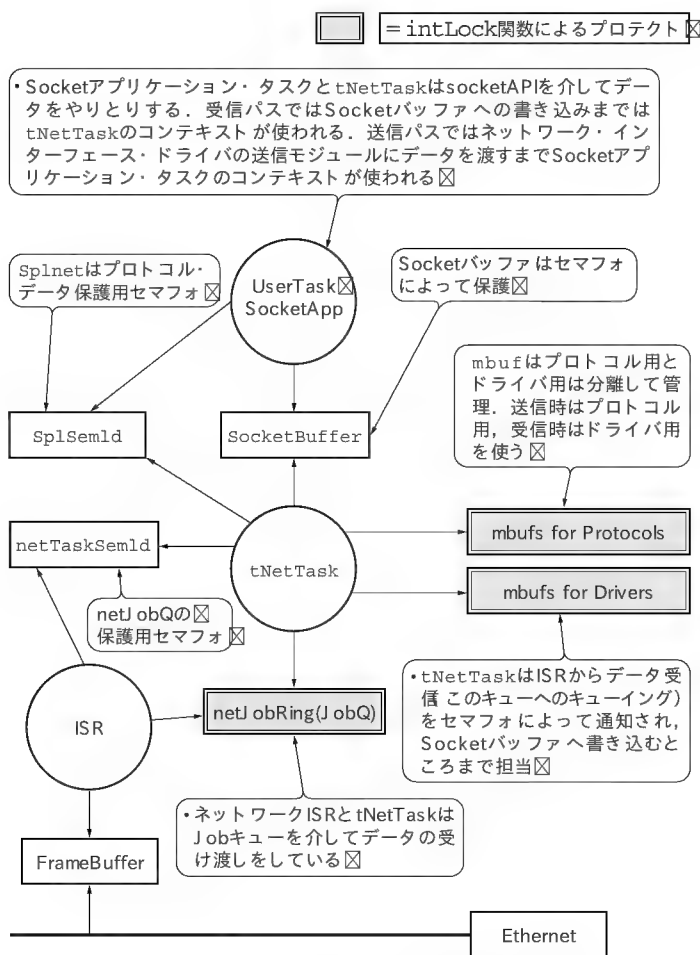 = intLock関数によるプロテクト
・Socketアプリケーション・タスクとtNetTaskはsocketAPIを介してデー
タをやりとりする．受信パスではSocketバッファへの書き込みまでは
tNetTaskのコンテキストが使われる．送信パスではネットワーク・イン
ターフェース・ドライバの送信モジュールにデータを渡すまでSocketアプ
リケーション・タスクのコンテキストが使われる
Splnetはプロトコル・
データ保護用セマフォ
UserTask
SocketApp
Socketバッファはセマフォ
によって保護
mbufはプロトコル用と
ドライバ用は分離して管
理．送信時はプロトコル
用，受信時はドライバ用
を使う
SplSemId
SocketBuffer
netTaskSemId
tNetTask
mbufs for Protocols
mbufs for Drivers
netJobQの
保護用セマフォ
・tNetTaskはISRからデータ受
信 このキューへのキューイング)
をセマフォによって通知され，
Socketバッファへ書き込むと
ころまで担当
ISR
netJobRing(JobQ)
・ネットワークISRとtNetTaskは
Jobキューを介してデータの受
け渡しをしている
FrameBuffer
Ethernet